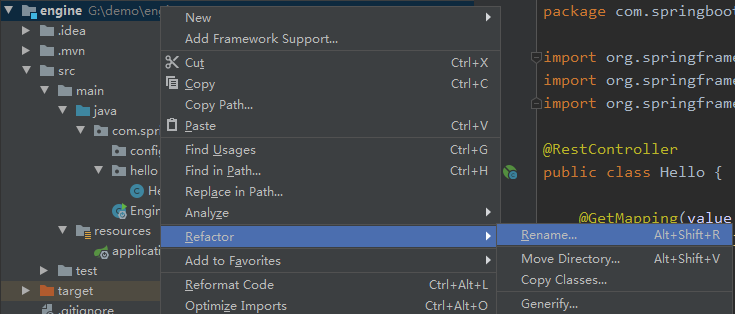 engine G:\demo\en
.idea
.mvn
src
main
java
com.spr
config
hello
He
Engin
resources
applicati
test
target
.gitignore
New
Add Framework Support...
Cut Ctrl+X
Copy Ctrl+C
Copy Path...
Paste Ctrl+V
Find Usages Ctrl+G
Find in Path... Ctrl+H
Replace in Path...
Analyze
Refactor
Add to Favorites
Reformat Code Ctrl+Alt+L
Optimize Imports Ctrl+Alt+O
Rename... Alt+Shift+R
Move Directory... Alt+Shift+V
Copy Classes...
Generify...
package com.springboot
import org.springframe
import org.springframe
import org.springframe
@RestController
public class Hello {
@GetMapping(value